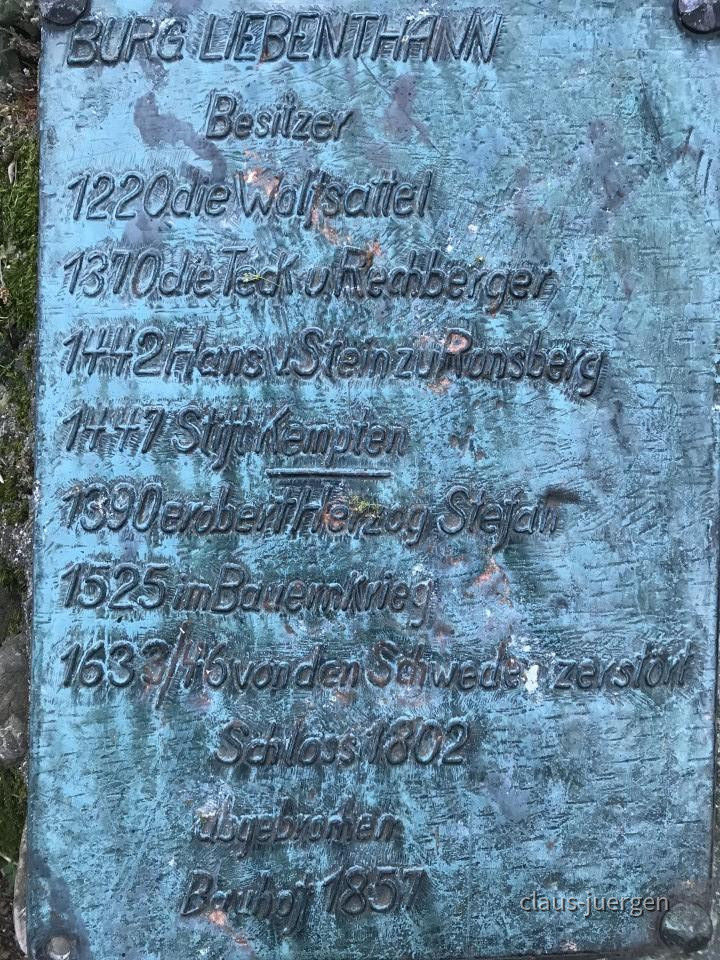 BURG LIEBENTHANN
Besitzer
1220 die Wolfsattel
1370 die Teck u Rechberger
1442 Hans v Stein zu Ronsberg
1447 Stift Kempten
1390 erobert Herzog Stefan
1525 im Bauernkrieg
1633/46 von den Schweden zerstört
Schloss 1802
abgebrochen
Bauhof 1857
claus-juergen